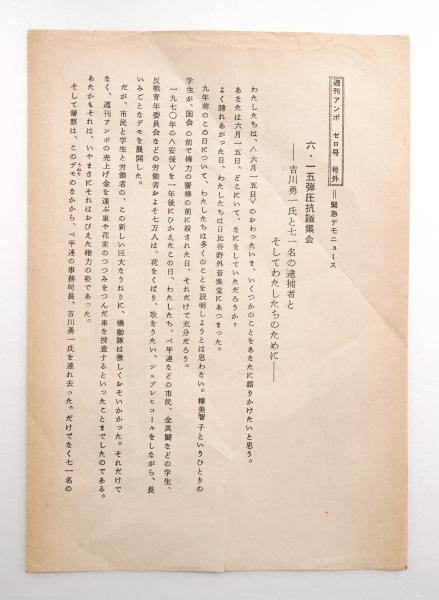 週刊アンポ ゼロ号 号外 ＝緊急デモニュース
六・一五弾圧抗議集会
――吉川勇一氏と七一名の逮捕者と
そしてわたしたちのために――
わたしたちは、〈六月一五日〉のおわったいま、いくつかのことをあなたに語りかけたいと思う。
あなたは六月一五日、どこにいて、なにをしていただろうか？
よく晴れあがった日、わたしたちは日比谷野外音楽堂にあつまった。
九年前のこの日について、わたしたちは多くのことを説明しようとは思わない。樺美智子というひとりの
学生が、国会の前で権力の警棒の前に殺された日、それだけで充分だろう。
一九七〇年の〈安保〉を一年後にひかえたこの日、わたしたち、ベ平連などの市民、全共闘などの学生、
反戦青年委員会などの労働者およそ七万人は、花をくばり、歌をうたい、シュプレヒコールをしながら、長
いみごとなデモを展開した。
だが、市民と学生と労働者の、この新しい巨大なうねりに、機動隊は激しくおそいかかった。それだけで
なく、週刊アンポの売上げ金を運ぶ車や花束のつつみをつんだ車を捜査するといったことまでしたのである。
あたかもそれは、いやまさにそれはおびえた権力の姿であった。
そして警察は、このデモのなかから、ベ平連の事務局長、吉川勇一氏を連れ去った。だけでなく七一名の